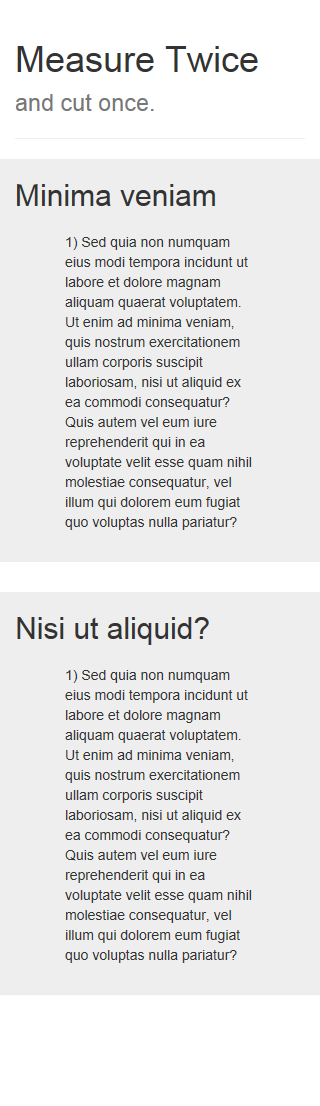 Measure Twice
and cut once.
Minima veniam
1) Sed quia non numquam
eius modi tempora incidunt ut
labore et dolore magnam
aliquam quaerat voluptatem.
Ut enim ad minima veniam,
quis nostrum exercitationem
ullam corporis suscipit
laboriosam, nisi ut aliquid ex
ea commodi consequatur?
Quis autem vel eum iure
reprehenderit qui in ea
voluptate velit esse quam nihil
molestiae consequatur, vel
illum qui dolorem eum fugiat
quo voluptas nulla pariatur?
Nisi ut aliquid?
1) Sed quia non numquam
eius modi tempora incidunt ut
labore et dolore magnam
aliquam quaerat voluptatem.
Ut enim ad minima veniam,
quis nostrum exercitationem
ullam corporis suscipit
laboriosam, nisi ut aliquid ex
ea commodi consequatur?
Quis autem vel eum iure
reprehenderit qui in ea
voluptate velit esse quam nihil
molestiae consequatur, vel
illum qui dolorem eum fugiat
quo voluptas nulla pariatur?